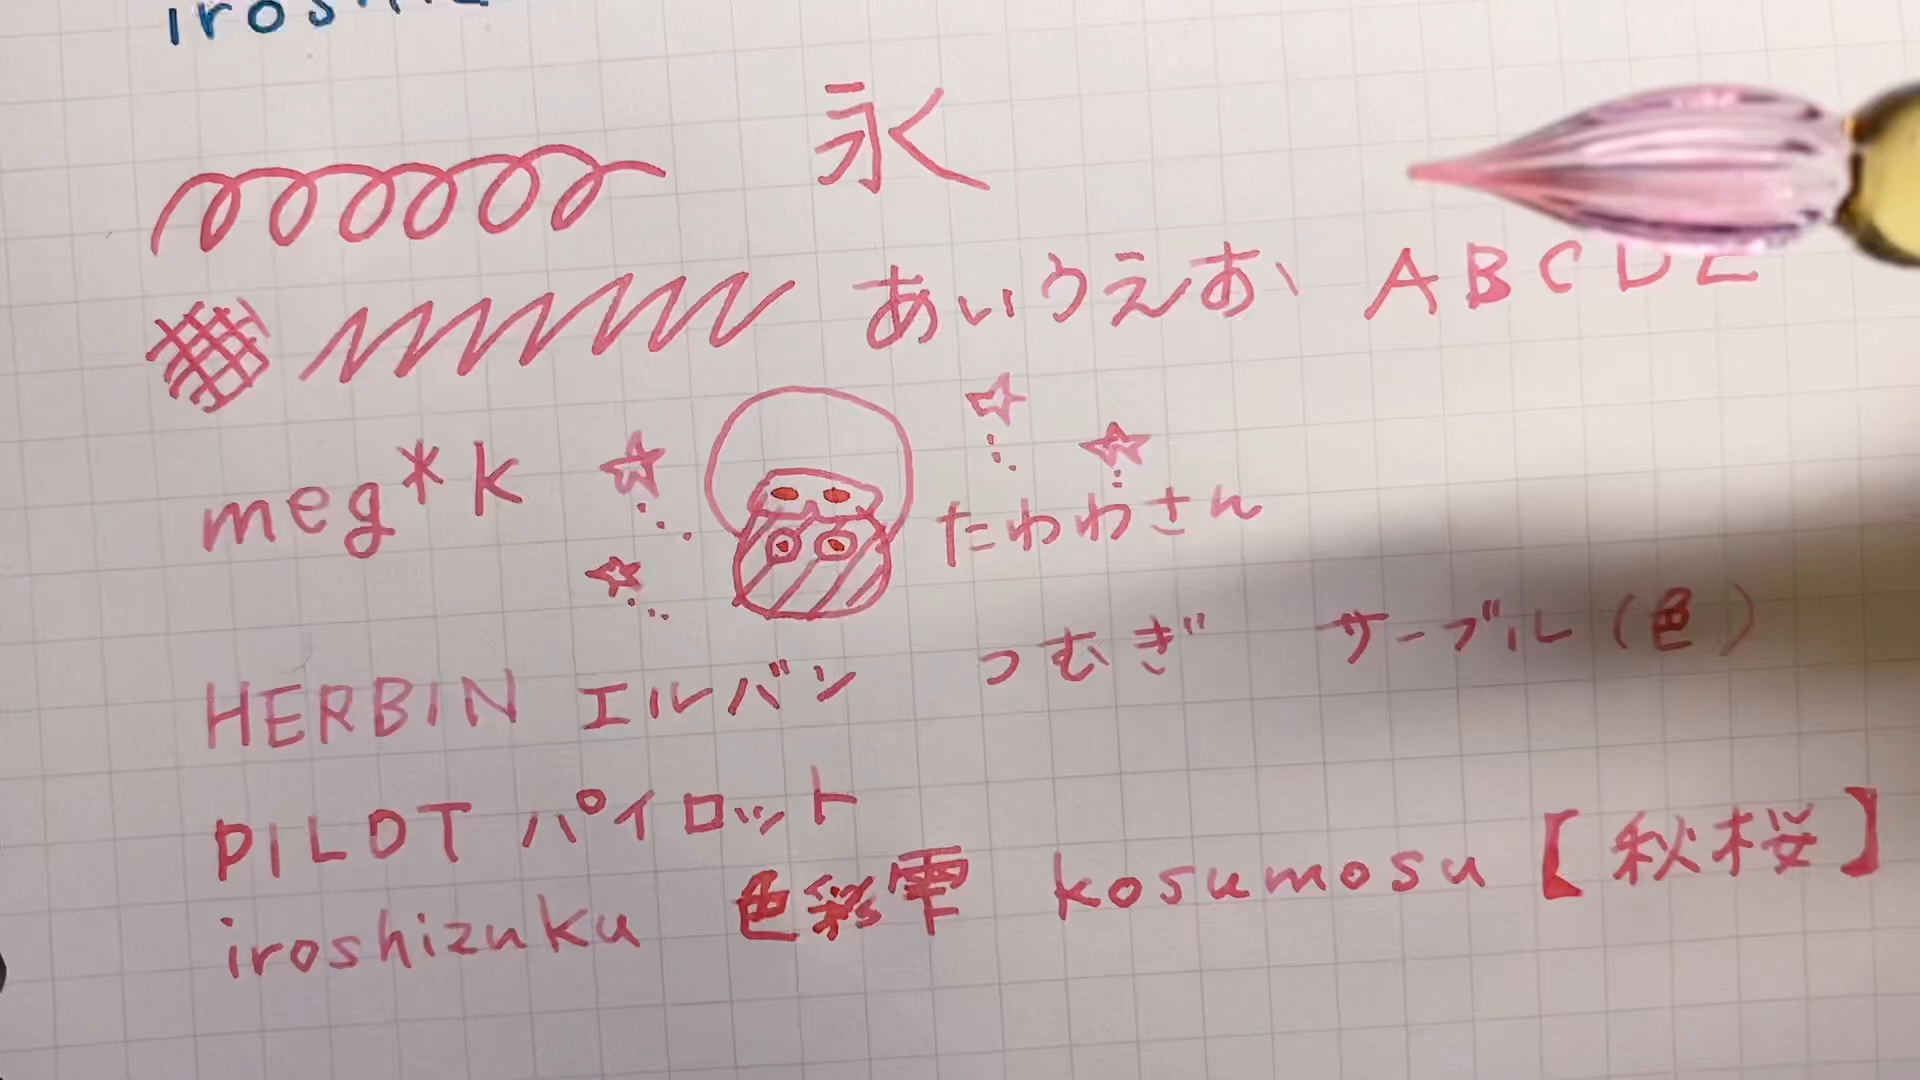 永
あいうえお、 ABCDE
meg*k
たわわさん
HERBIN エルバン つむぎ サーブル(色)
PILOT パイロット
iroshizuku 色彩雫 kosumosu【秋桜】